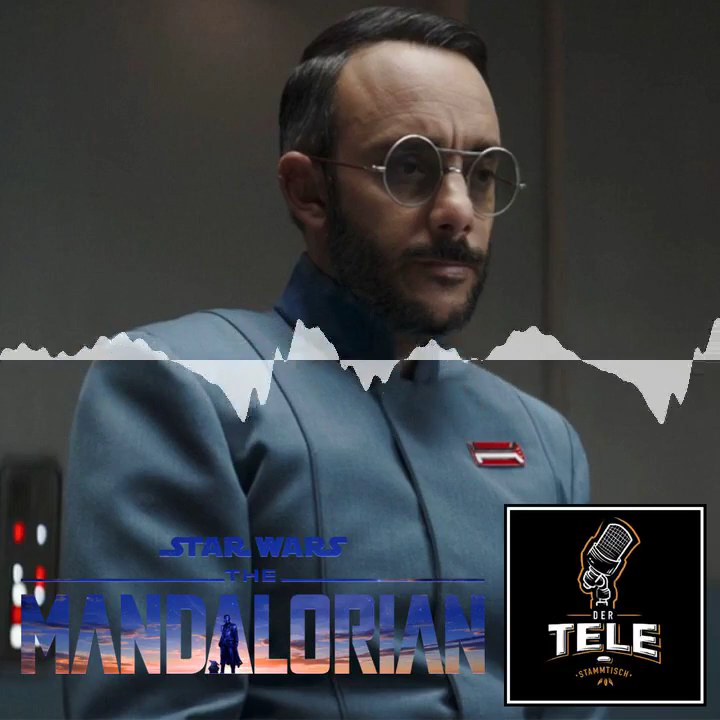 STAR WARS
THE
MANDALORIAN
DER
TELE
STAMMTISCH